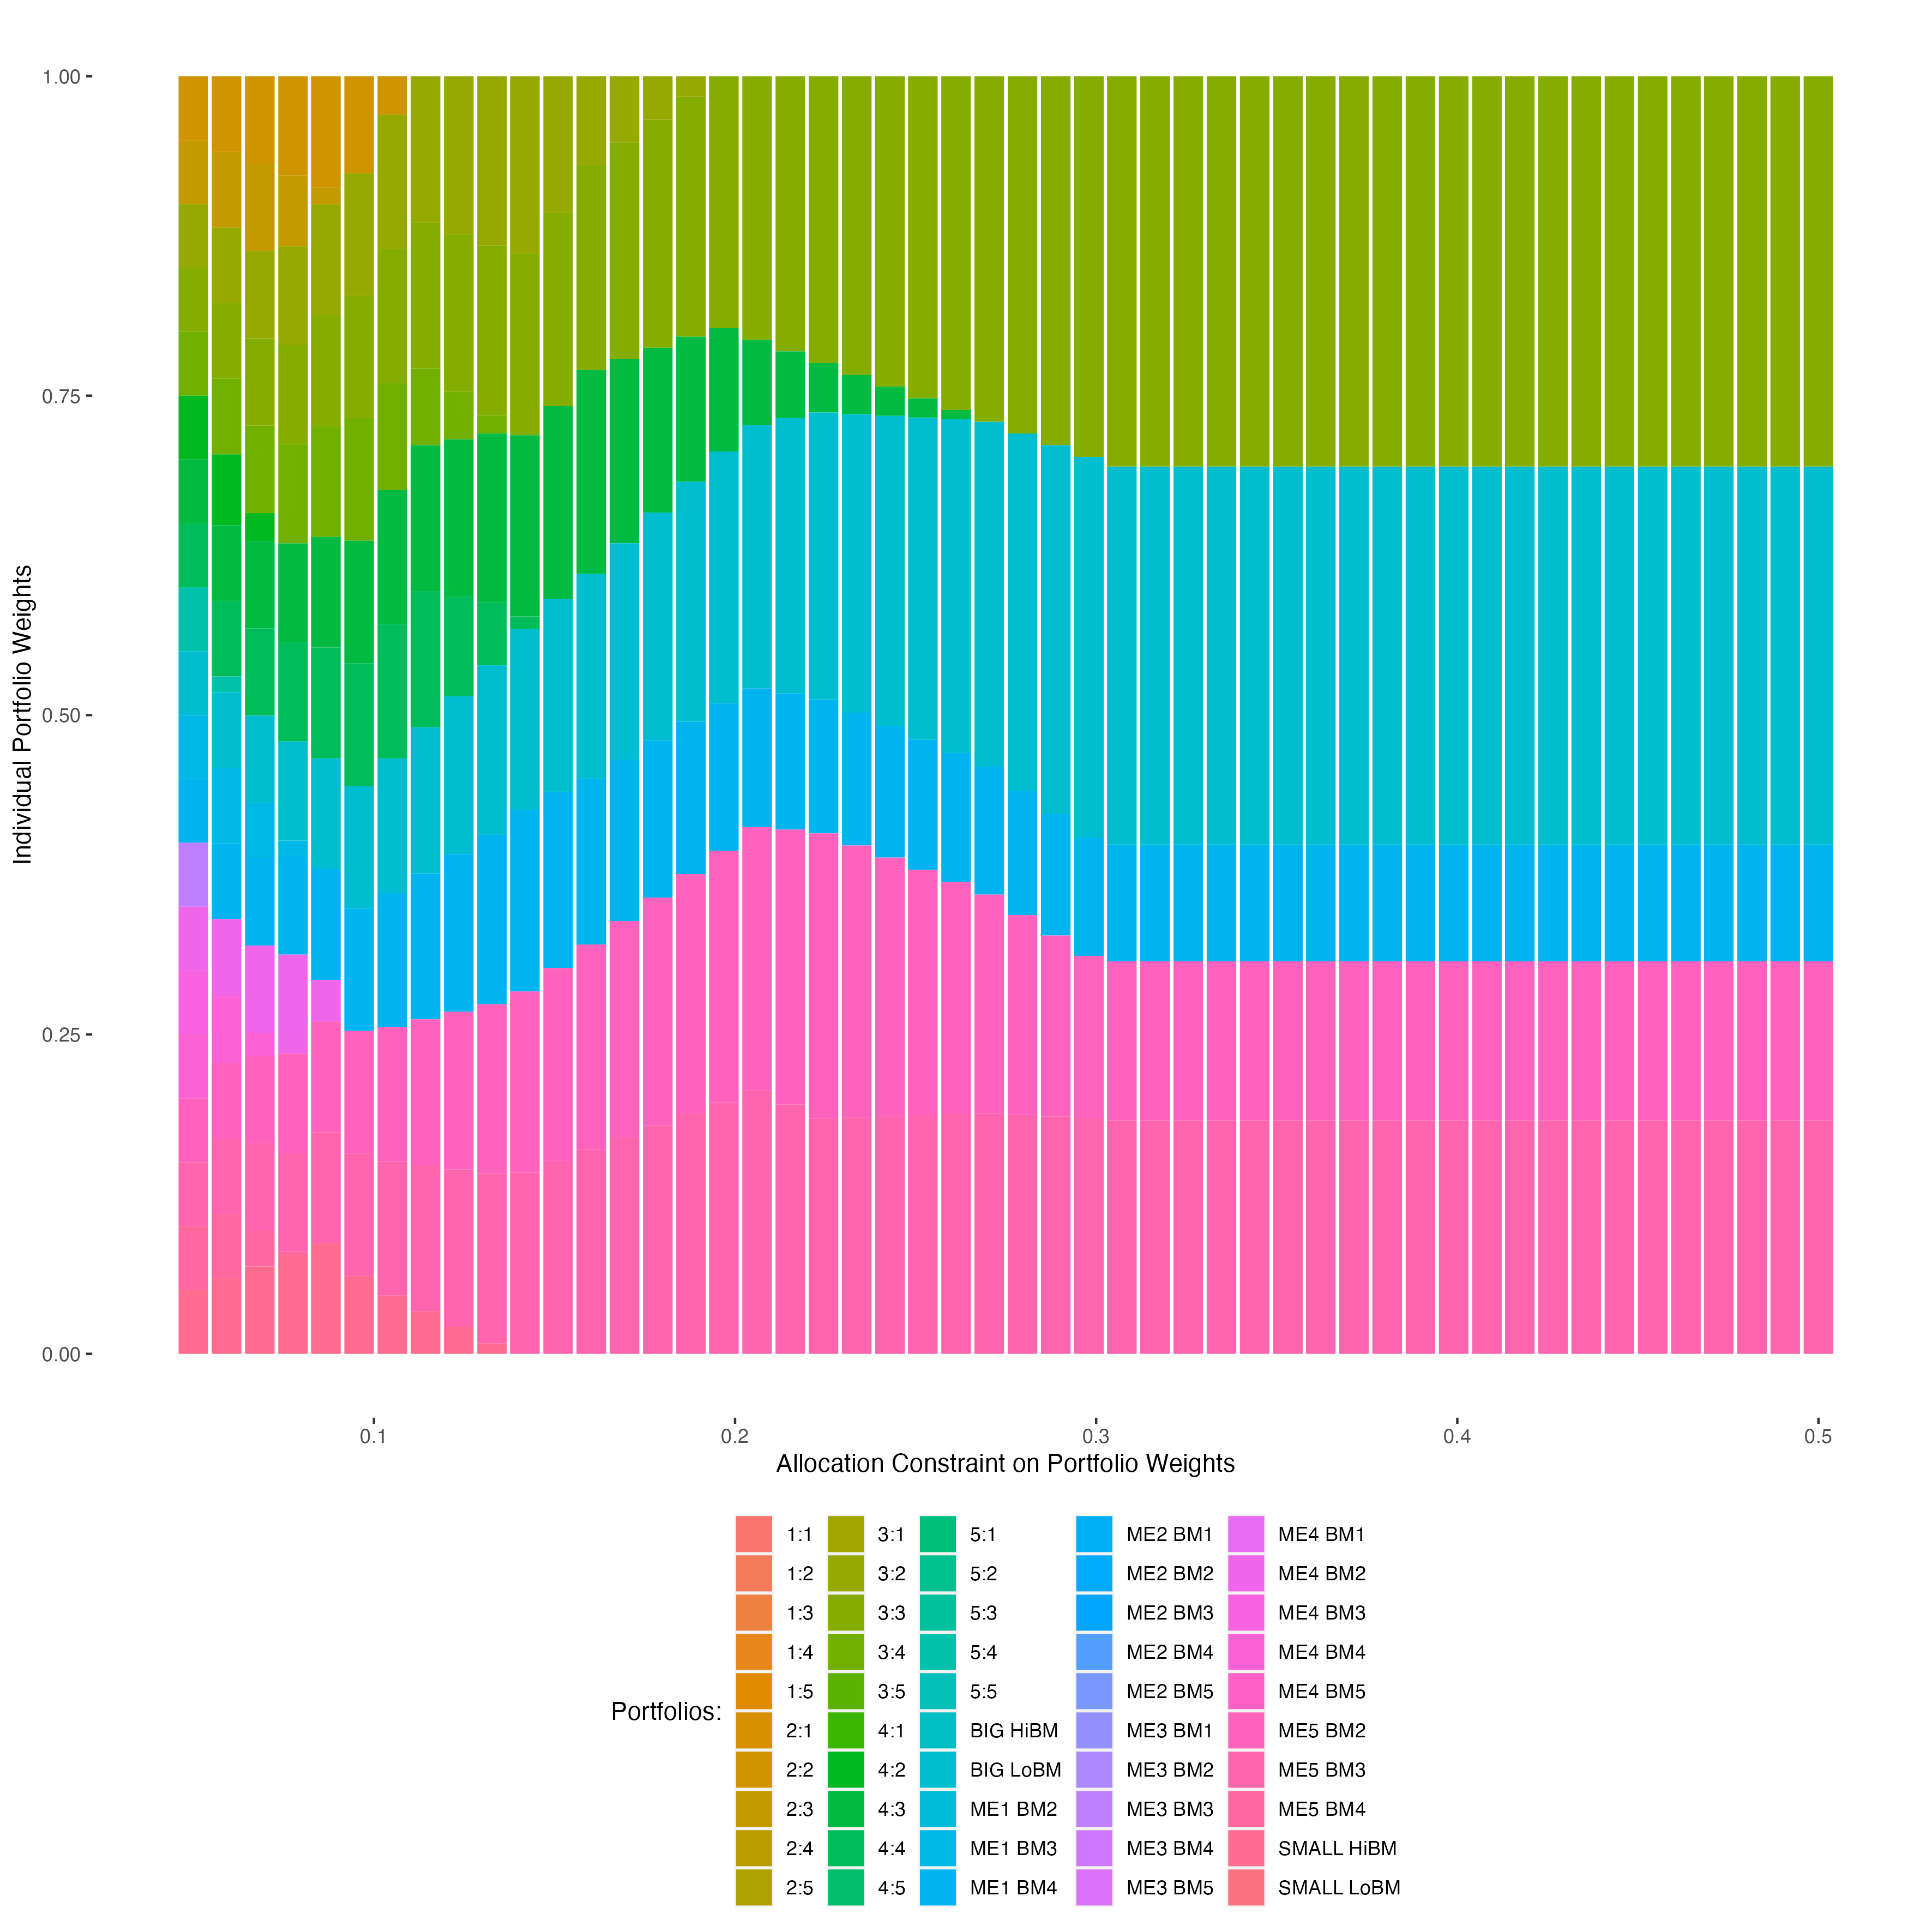 1.00
0.75
0.50
0.25
0.00
Individual Portfolio Weights
0.1 0.2 0.3 0.4 0.5
Allocation Constraint on Portfolio Weights
Portfolios:
1:1 3:1 5:1 ME2 BM1 ME4 BM1
1:2 3:2 5:2 ME2 BM2 ME4 BM2
1:3 3:3 5:3 ME2 BM3 ME4 BM3
1:4 3:4 5:4 ME2 BM4 ME4 BM4
1:5 3:5 5:5 ME2 BM5 ME4 BM5
2:1 4:1 BIG HiBM ME3 BM1 ME5 BM2
2:2 4:2 BIG LoBM ME3 BM2 ME5 BM3
2:3 4:3 ME1 BM2 ME3 BM3 ME5 BM4
2:4 4:4 ME1 BM3 ME3 BM4 SMALL HiBM
2:5 4:5 ME1 BM4 ME3 BM5 SMALL LoBM